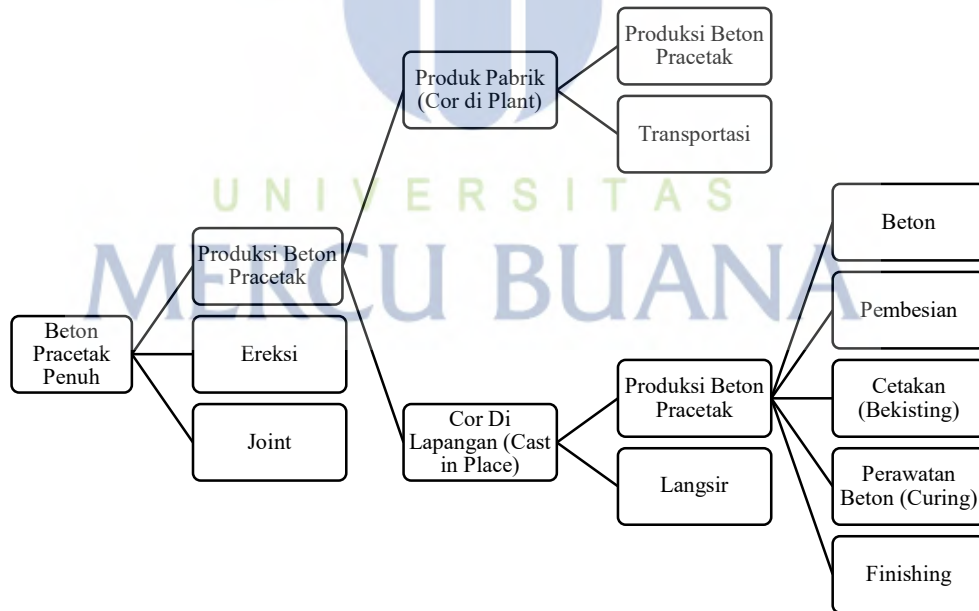 Produksi Beton
Pracetak
Produk Pabrik
(Cor di Plant)
Transportasi
UNIVERSITAS
MERCU BUANA
Beton
Produksi Beton
Pracetak
Pembesian
Beton
Pracetak
Penuh
Ereksi
Produksi Beton
Pracetak
Cetakan
(Bekisting)
Joint
Cor Di
Lapangan (Cast
in Place)
Langsir
Perawatan
Beton (Curing)
Finishing